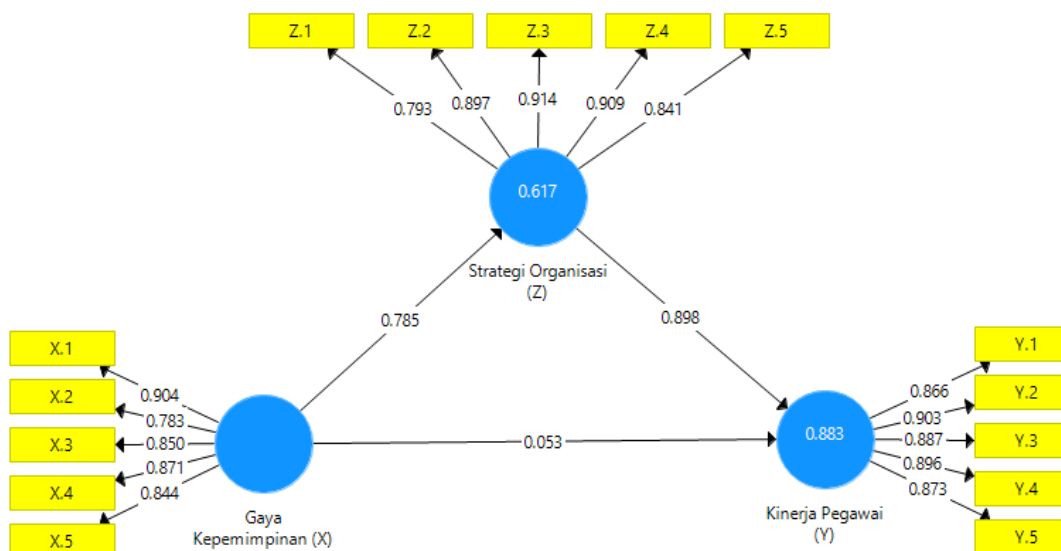 Z.1
Z.2
Z.3
Z.4
Z.5
0.793
0.897
0.914
0.909
0.841
0.617
Strategi Organisasi
(Z)
0.785
0.898
X.1
X.2
X.3
X.4
X.5
0.904
0.783
0.850
0.871
0.844
Gaya
Kepemimpinan (X)
0.053
0.883
Kinerja Pegawai
(Y)
0.866
0.903
0.887
0.896
0.873
Y.1
Y.2
Y.3
Y.4
Y.5